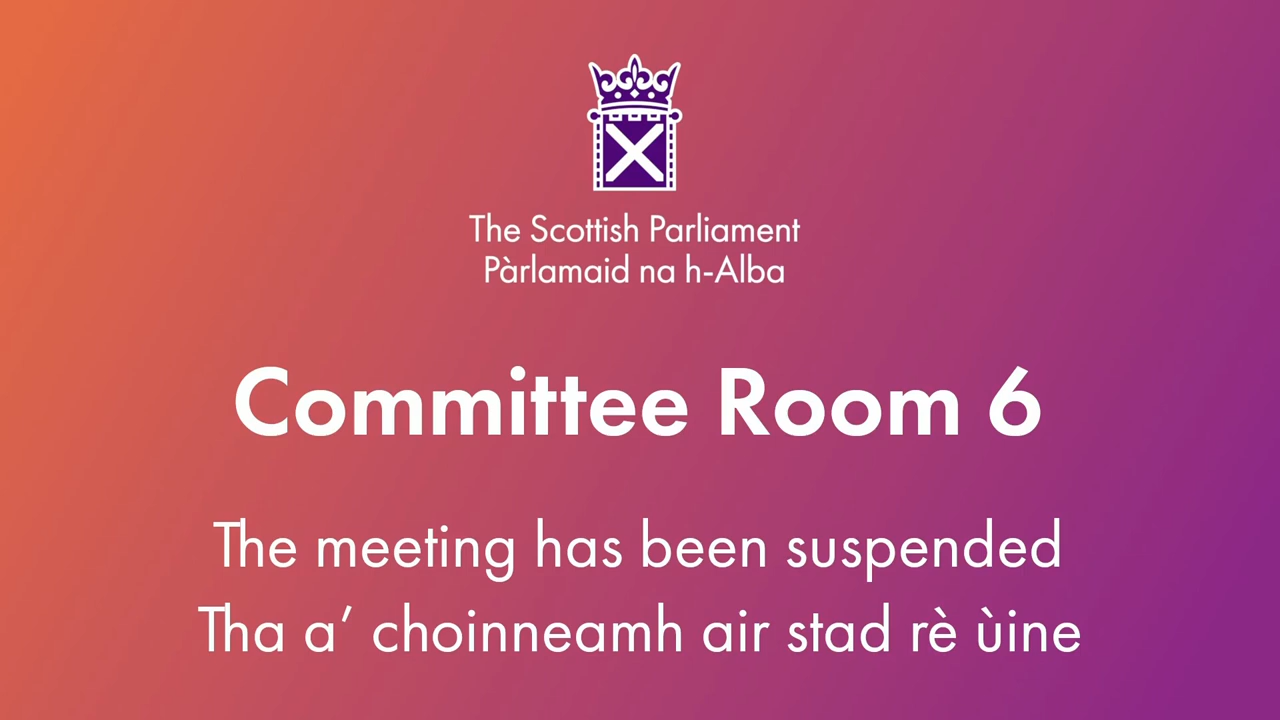 The Scottish Parliament
Pàrlamaid na h-Alba
Committee Room 6
The meeting has been suspended
Tha a’ choinneamh air stad rè ùine